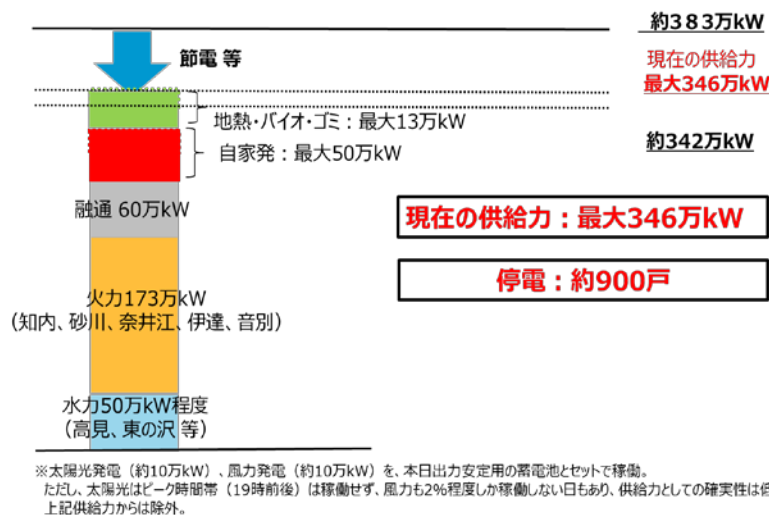 約３８３万kW
節電 等
現在の供給力
最大346万kW
地熱・バイオ・ゴミ：最大13万kW
自家発：最大50万kW
約342万kW
融通 60万kW
現在の供給力：最大346万kW
停電：約900戸
火力173万kW
（知内、砂川、奈井江、伊達、音別）
水力50万kW程度
（高見、東の沢 等）
※太陽光発電（約10万kW）、風力発電（約10万kW）を、本日出力安定用の蓄電池とセットで稼働。
ただし、太陽光はピーク時間帯（19時前後）は稼働せず、風力も2%程度しか稼働しない日もあり、供給力としての確実性は
上記供給力からは除外。